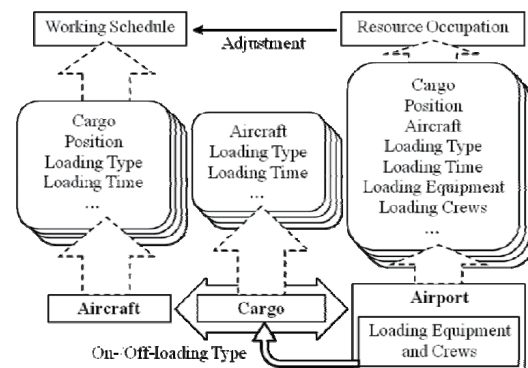 Working Schedule
Adjustment
Resource Occupation
Cargo
Position
Loading Type
Loading Time
...
Aircraft
Loading Type
Loading Time
...
Cargo
Position
Aircraft
Loading Type
Loading Time
Loading Equipment
Loading Crews
...
Aircraft
Cargo
Airport
Loading Equipment
and Crews
On-/Off-loading Type